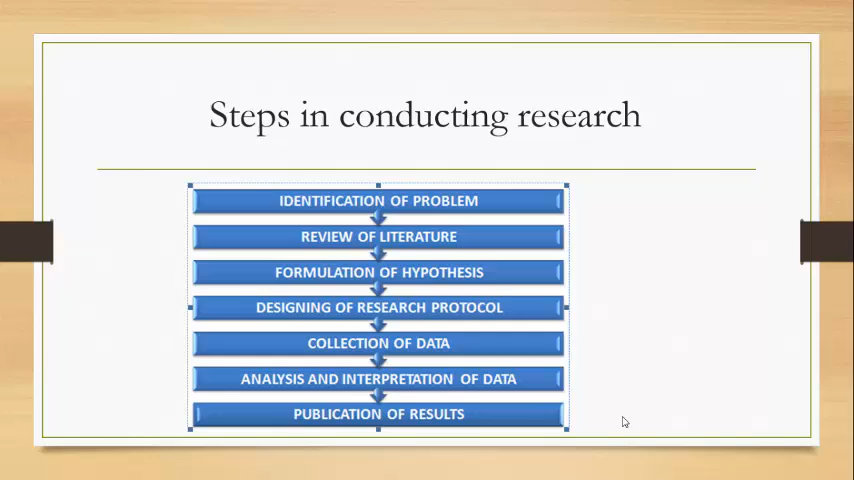 Steps in conducting research
IDENTIFICATION OF PROBLEM
REVIEW OF LITERATURE
FORMULATION OF HYPOTHESIS
DESIGNING OF RESEARCH PROTOCOL
COLLECTION OF DATA
ANALYSIS AND INTERPRETATION OF DATA
PUBLICATION OF RESULTS